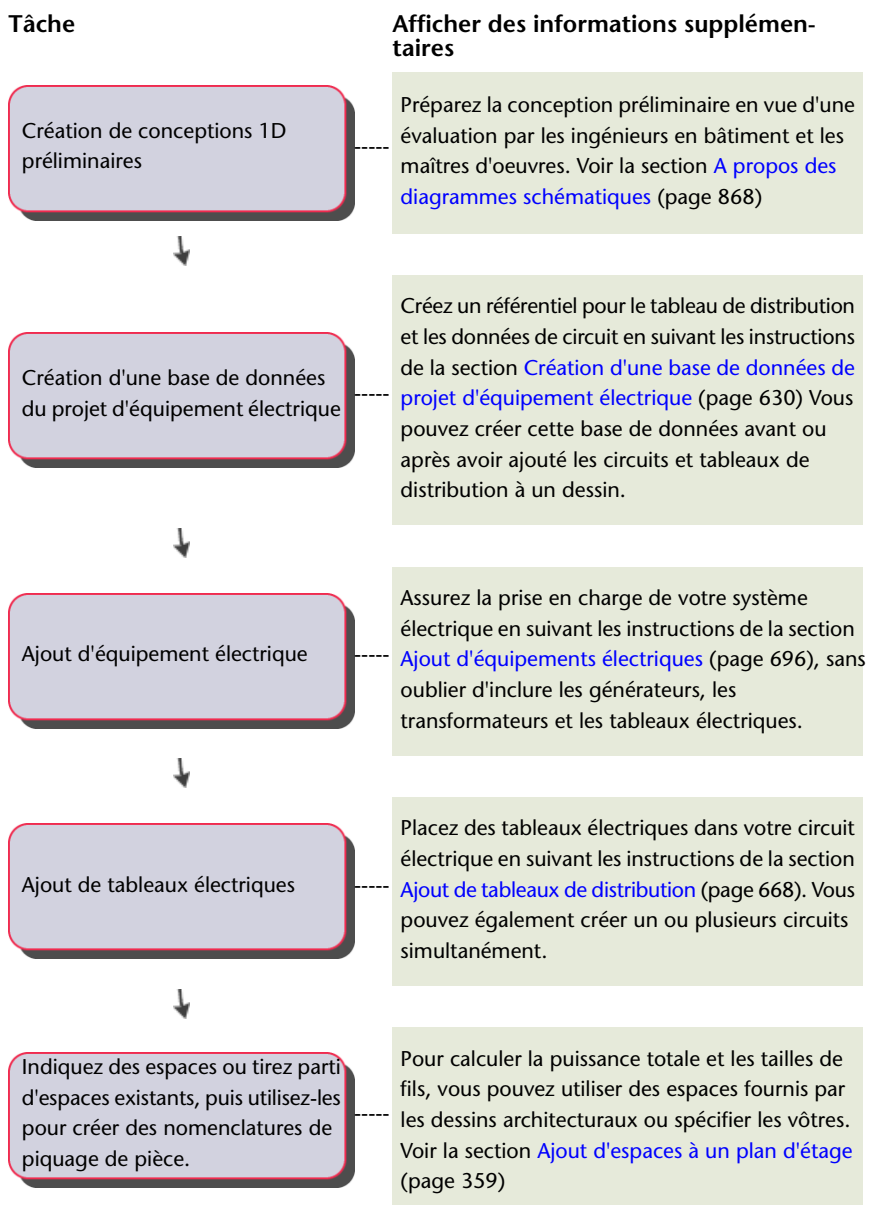 Tâche
Afficher des informations supplémen-
taires
Création de conceptions 1D
préliminaires
Préparez la conception préliminaire en vue d'une
évaluation par les ingénieurs en bâtiment et les
maîtres d'oeuvres. Voir la section A propos des
diagrammes schématiques (page 868)
Création d'une base de données
du projet d'équipement électrique
Créez un référentiel pour le tableau de distribution
et les données de circuit en suivant les instructions
de la section Création d'une base de données de
projet d'équipement électrique (page 630) Vous
pouvez créer cette base de données avant ou
après avoir ajouté les circuits et tableaux de
distribution à un dessin.
Ajout d'équipement électrique
Assurez la prise en charge de votre système
électrique en suivant les instructions de la section
Ajout d'équipements électriques (page 696), sans
oublier d'inclure les générateurs, les
transformateurs et les tableaux électriques.
Ajout de tableaux électriques
Placez des tableaux électriques dans votre circuit
électrique en suivant les instructions de la section
Ajout de tableaux de distribution (page 668). Vous
pouvez également créer un ou plusieurs circuits
simultanément.
Indiquez des espaces ou tirez parti
d'espaces existants, puis utilisez-les
pour créer des nomenclatures de
piquage de pièce.
Pour calculer la puissance totale et les tailles de
fils, vous pouvez utiliser des espaces fournis par
les dessins architecturaux ou spécifier les vôtres.
Voir la section Ajout d'espaces à un plan d'étage
(page 359)